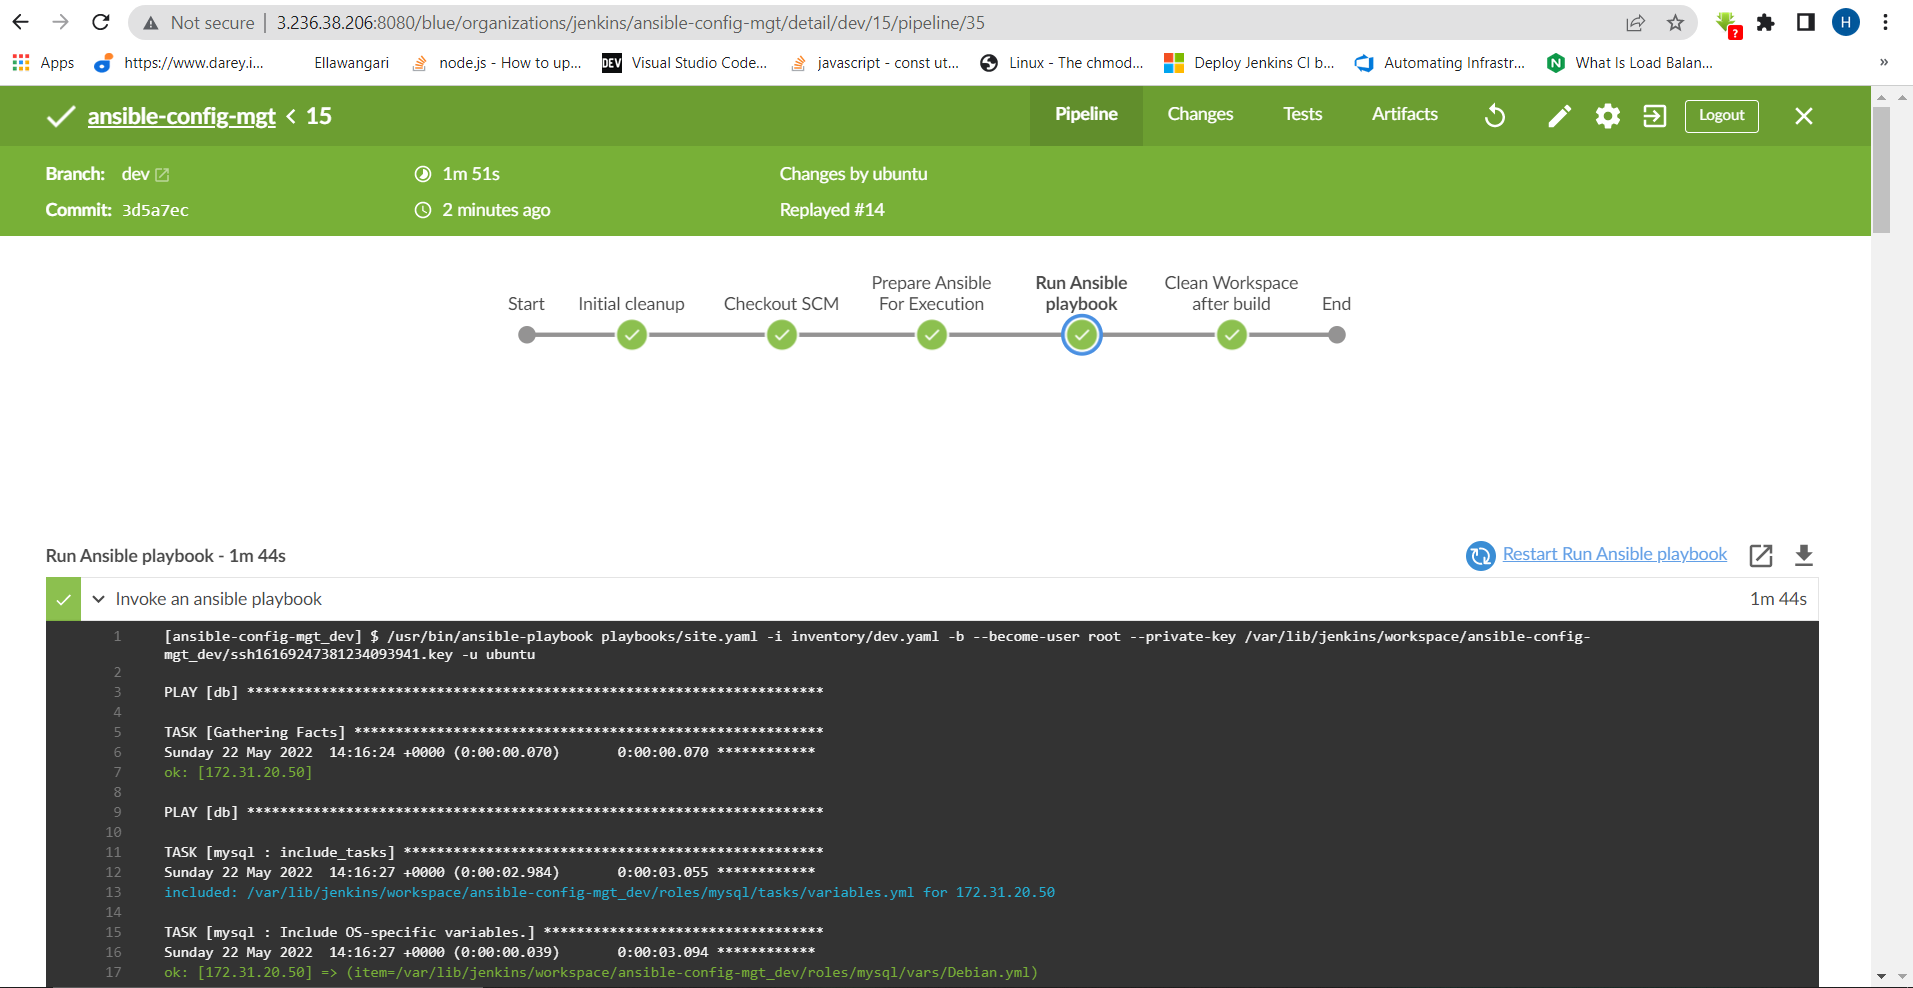 Not secure | 3.236.38.206:8080/blue/organizations/jenkins/ansible-config-mgt/detail/dev/15/pipeline/35
? H
Apps https://www.darey.i... Ellawangari node.js - How to up... DEV Visual Studio Code... javascript - const ut... Linux - The chmod... Deploy Jenkins CI b... Automating Infrastr... N What Is Load Balan... »
ansible-config-mgt < 15 Pipeline Changes Tests Artifacts Logout
Branch: dev 1m 51s Changes by ubuntu
Commit: 3d5a7ec 2 minutes ago Replayed #14
Start Initial cleanup Checkout SCM Prepare Ansible For Execution Run Ansible playbook Clean Workspace after build End
Run Ansible playbook - 1m 44s Restart Run Ansible playbook
Invoke an ansible playbook 1m 44s
1 [ansible-config-mgt_dev] $ /usr/bin/ansible-playbook playbooks/site.yaml -i inventory/dev.yaml -b --become-user root --private-key /var/lib/jenkins/workspace/ansible-config-
mgt_dev/ssh16169247381234093941.key -u ubuntu
2
3 PLAY [db] **********************************************************************
4
5 TASK [Gathering Facts] *********************************************************
6 Sunday 22 May 2022  14:16:24 +0000 (0:00:00.070)       0:00:00.070 ************
7 ok: [172.31.20.50]
8
9 PLAY [db] **********************************************************************
10
11 TASK [mysql : include_tasks] ***************************************************
12 Sunday 22 May 2022  14:16:27 +0000 (0:00:02.984)       0:00:03.055 ************
13 included: /var/lib/jenkins/workspace/ansible-config-mgt_dev/roles/mysql/tasks/variables.yml for 172.31.20.50
14
15 TASK [mysql : Include OS-specific variables.] **********************************
16 Sunday 22 May 2022  14:16:27 +0000 (0:00:00.039)       0:00:03.094 ************
17 ok: [172.31.20.50] => (item=/var/lib/jenkins/workspace/ansible-config-mgt_dev/roles/mysql/vars/Debian.yml)